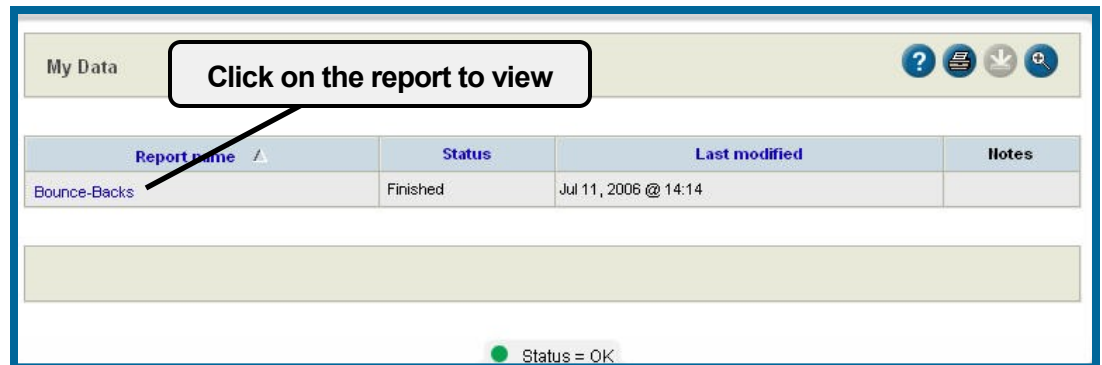 My Data
Click on the report to view
?
Report name Status Last modified Notes
Bounce-Backs Finished Jul 11, 2006 @ 14:14
Status = OK